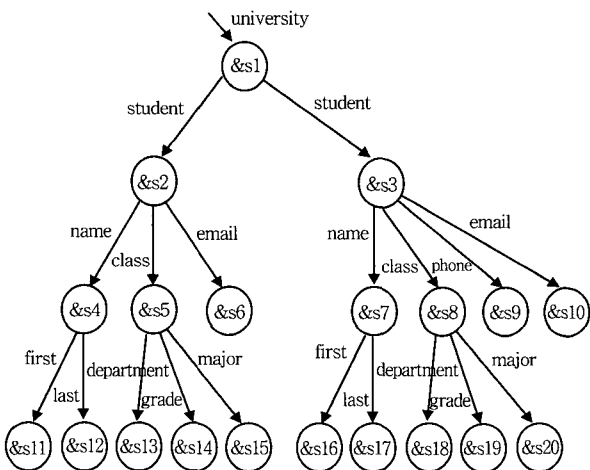 university
&s1
student student
&s2 &s3
name class email name class phone email
&s4 &s5 &s6 &s7 &s8 &s9 &s10
first last department grade major first last department grade major
&s11 &s12 &s13 &s14 &s15 &s16 &s17 &s18 &s19 &s20